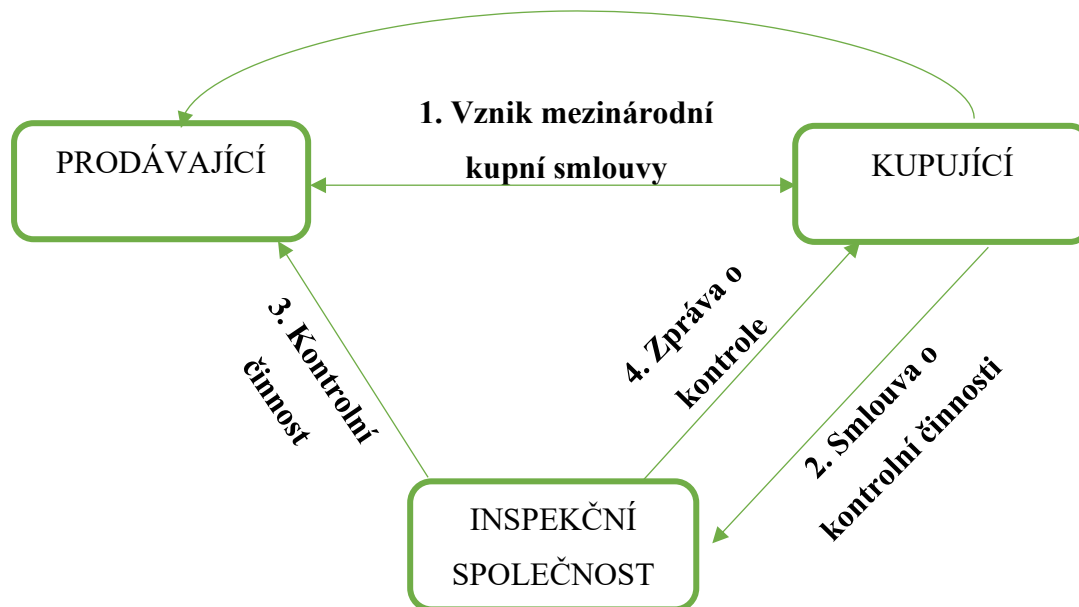 1. Vznik mezinárodní
kupní smlouvy
PRODÁVAJÍCÍ
KUPUJÍCÍ
3. Kontrolní
činnost
4. Zpráva o
kontrole
2. Smlouva o
kontrolní činnosti
INSPEKČNÍ
SPOLEČNOST